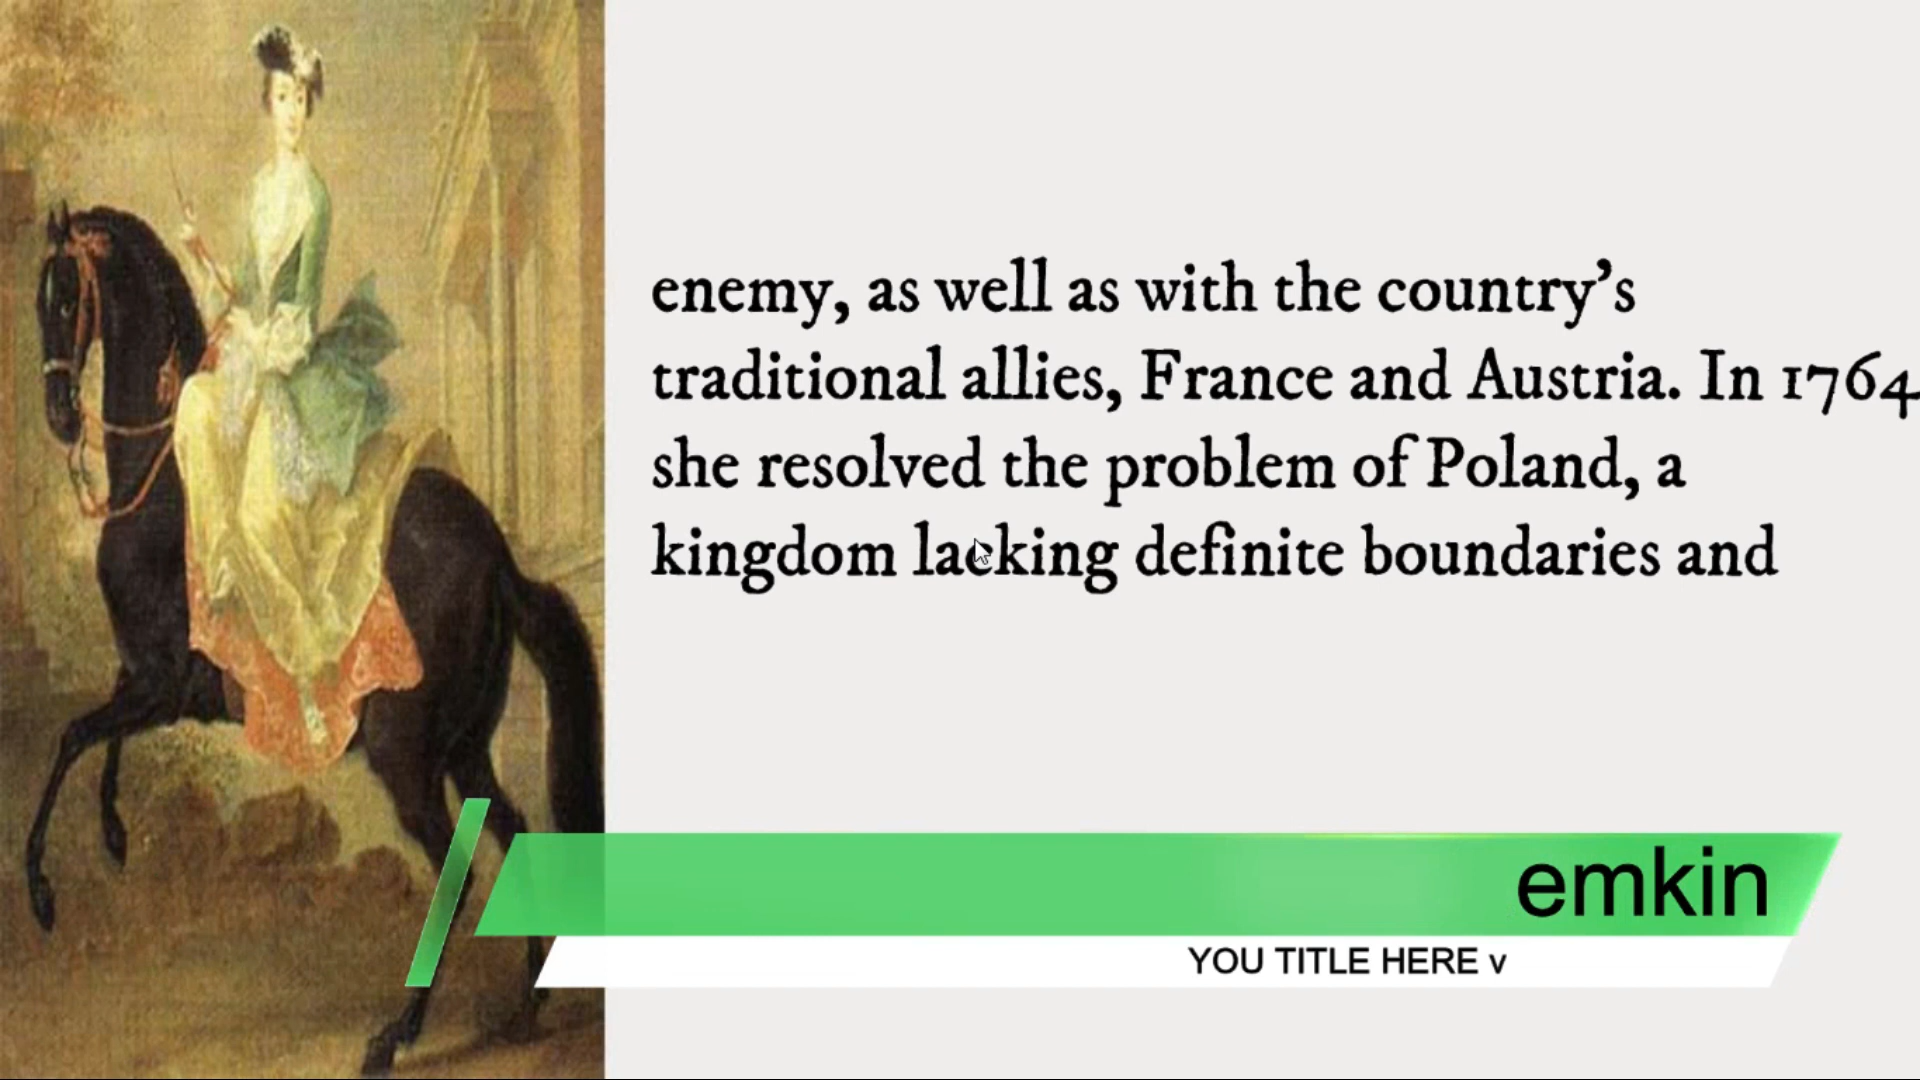 enemy, as well as with the country’s
traditional allies, France and Austria. In 1764
she resolved the problem of Poland, a
kingdom lacking definite boundaries and
emkin
YOU TITLE HERE v